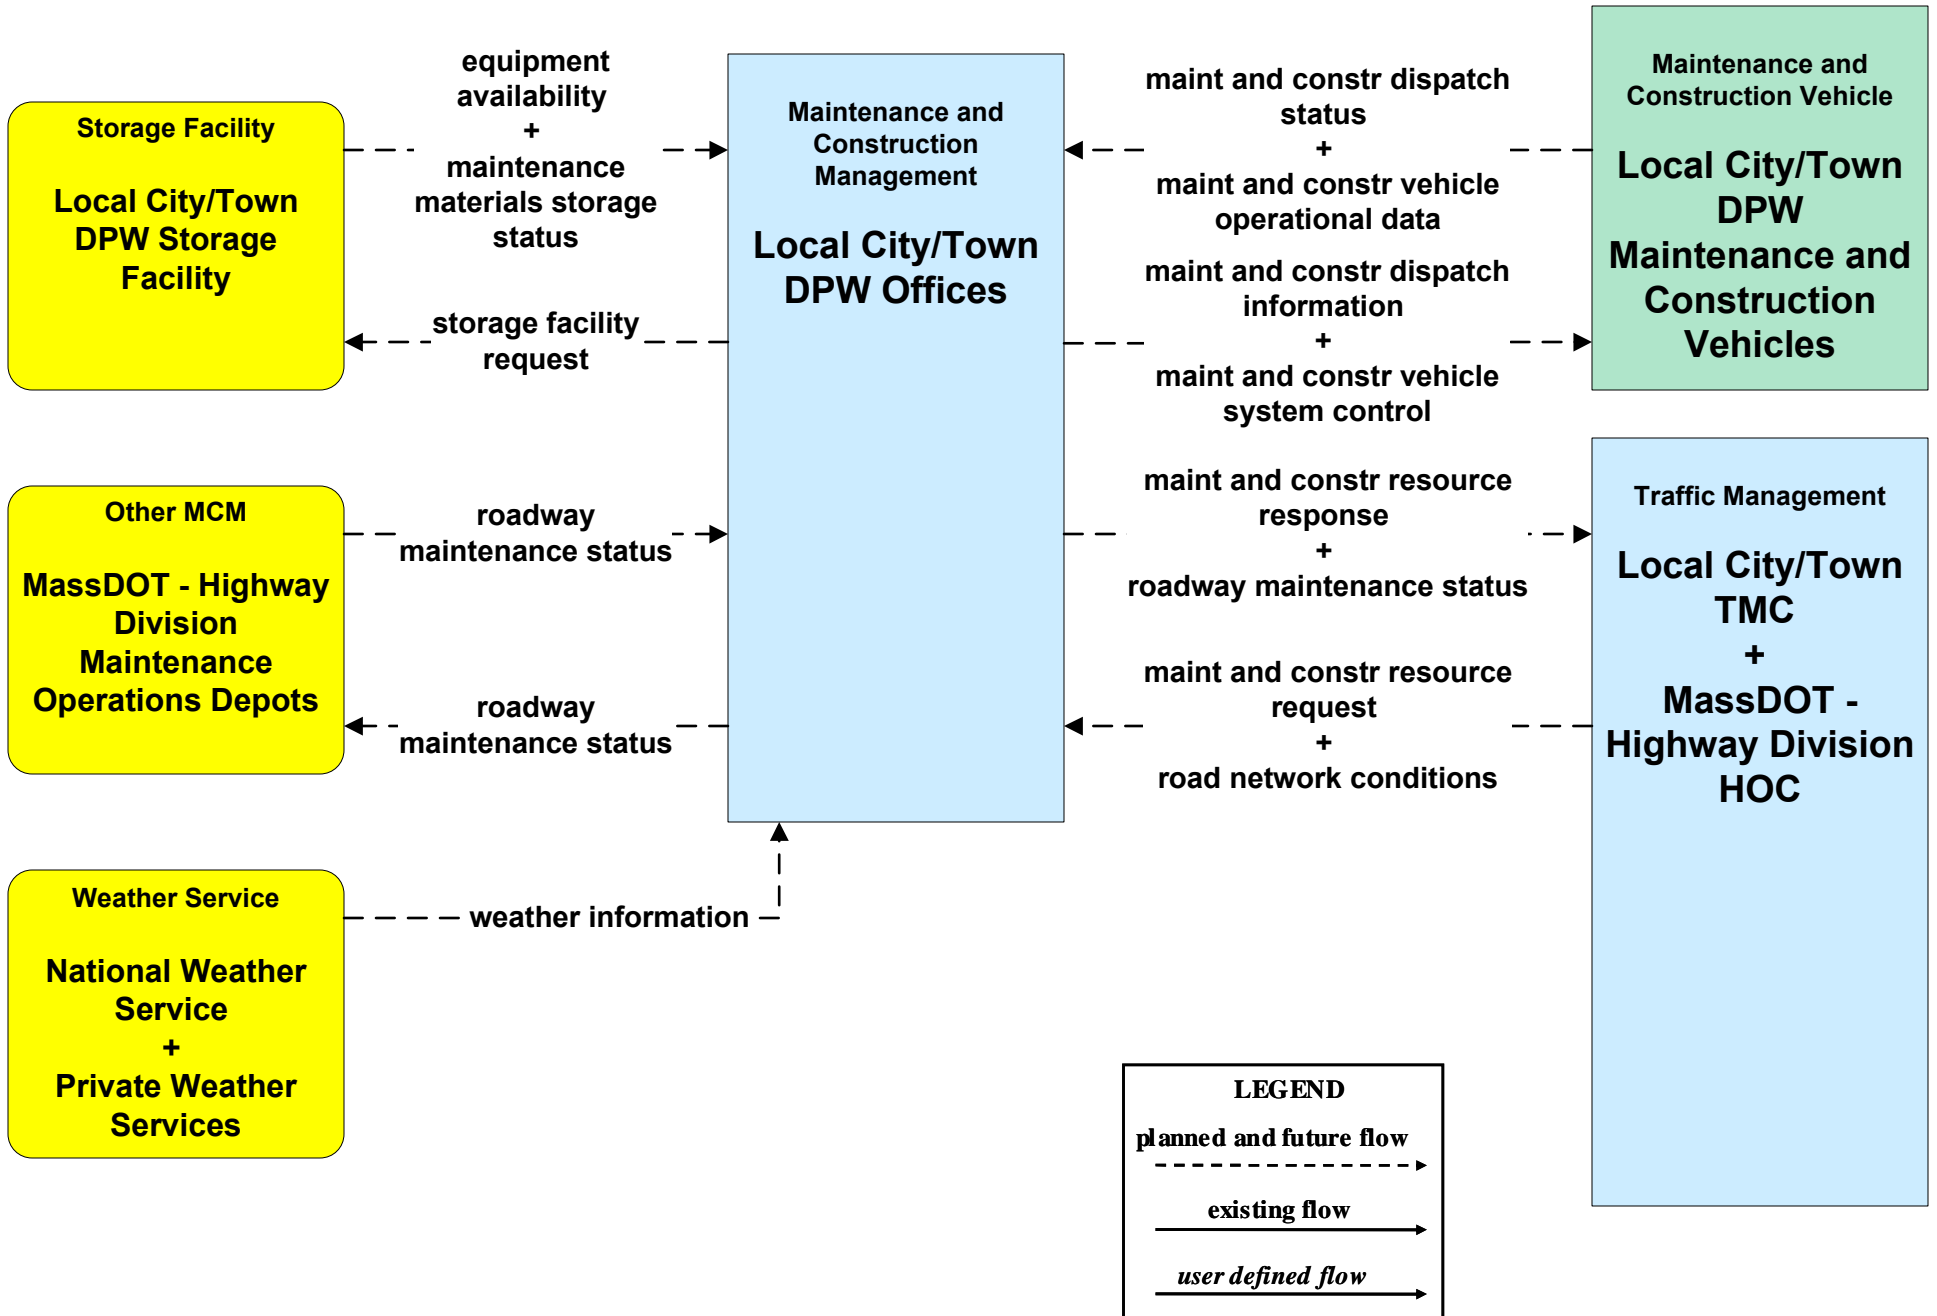 Storage Facility
Local City/Town
DPW Storage
Facility
equipment
availability
+
maintenance
materials storage
status
storage facility
request
Maintenance and
Construction
Management
Local City/Town
DPW Offices
maint and constr dispatch
status
+
maint and constr vehicle
operational data
maint and constr dispatch
information
+
maint and constr vehicle
system control
Maintenance and
Construction Vehicle
Local City/Town
DPW
Maintenance and
Construction
Vehicles
Other MCM
MassDOT - Highway
Division
Maintenance
Operations Depots
roadway
maintenance status
roadway
maintenance status
maint and constr resource
response
+
roadway maintenance status
maint and constr resource
request
+
road network conditions
Traffic Management
Local City/Town
TMC
+
MassDOT -
Highway Division
HOC
Weather Service
National Weather
Service
+
Private Weather
Services
weather information
LEGEND
planned and future flow
existing flow
user defined flow